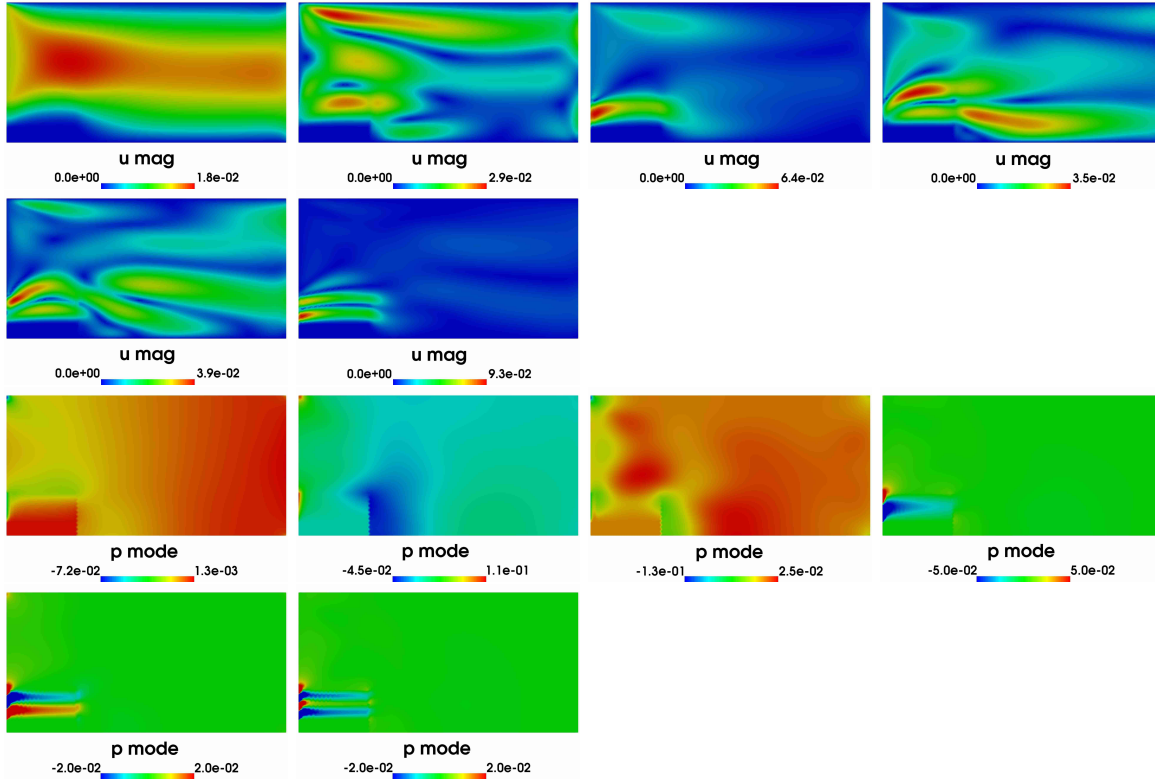 u mag u mag u mag u mag
0.0e+00 1.8e-02 0.0e+00 2.9e-02 0.0e+00 6.4e-02 0.0e+00 3.5e-02
u mag u mag
0.0e+00 3.9e-02 0.0e+00 9.3e-02
p mode p mode p mode p mode
-7.2e-02 1.3e-03 -4.5e-02 1.1e-01 -1.3e-01 2.5e-02 -5.0e-02 5.0e-02
p mode p mode
-2.0e-02 2.0e-02 -2.0e-02 2.0e-02